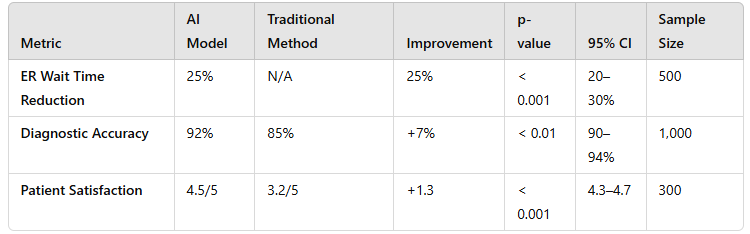 Metric AI Model Traditional Method Improvement p-value 95% CI Sample Size
ER Wait Time Reduction 25% N/A 25% < 0.001 20–30% 500
Diagnostic Accuracy 92% 85% +7% < 0.01 90–94% 1,000
Patient Satisfaction 4.5/5 3.2/5 +1.3 < 0.001 4.3–4.7 300